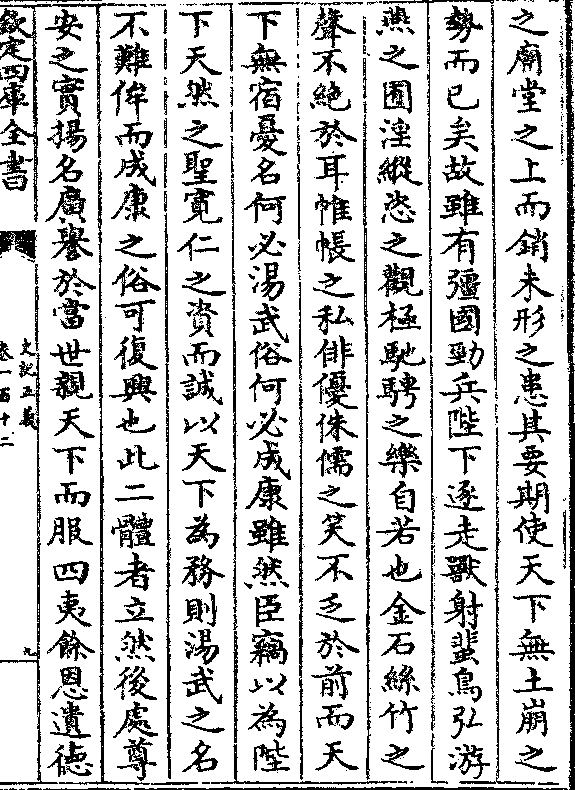 之廟堂之上而銷未形之患其要期使天下無土崩之
勢而已矣故雖有彊國勁兵陛下逐走獸射蜚鳥弘游
燕之囿淫縱恣之觀極馳騁之樂自若也金石絲竹之
聲不絕於耳帷帳之私俳優侏儒之笑不乏於前而天
下無宿憂名何必湯武俗何必成康雖然臣竊以為陛
下天然之聖寛仁之資而誠以天下為務則湯武之名
不難侔而成康之俗可復興也此二體者立然後處尊
安之實揚名廣譽於當世親天下而服四夷餘恩遺德
欽定四庫全書
史記正義
卷一百十二
九